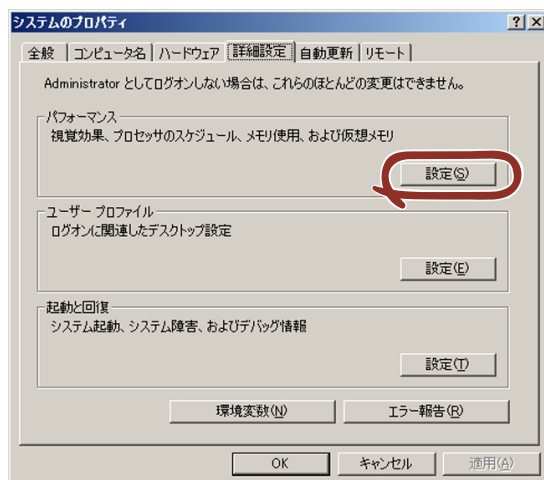 システムのプロパティ
全般 コンピュータ名 ハードウェア 詳細設定 自動更新 リモート
Administrator としてログオンしない場合は、これらのほとんどの変更はできません。
パフォーマンス
視覚効果、プロセッサのスケジュール、メモリ使用、および仮想メモリ
設定(S)
ユーザー プロファイル
ログオンに関連したデスクトップ設定
設定(E)
起動と回復
システム起動、システム障害、およびデバッグ情報
設定(T)
環境変数(N) エラー報告(R)
OK キャンセル 適用(A)